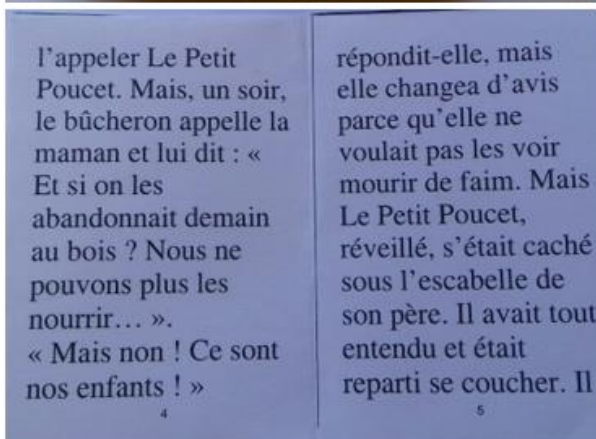 l'appeler Le Petit
Poucet. Mais, un soir,
le bûcheron appelle la
maman et lui dit : «
Et si on les
abandonnait demain
au bois ? Nous ne
pouvons plus les
nourrir… ».
« Mais non ! Ce sont
nos enfants ! »
4
répondit-elle, mais
elle changea d'avis
parce qu'elle ne
voulait pas les voir
mourir de faim. Mais
Le Petit Poucet,
réveillé, s'était caché
sous l'escabelle de
son père. Il avait tout
entendu et était
reparti se coucher. Il
5